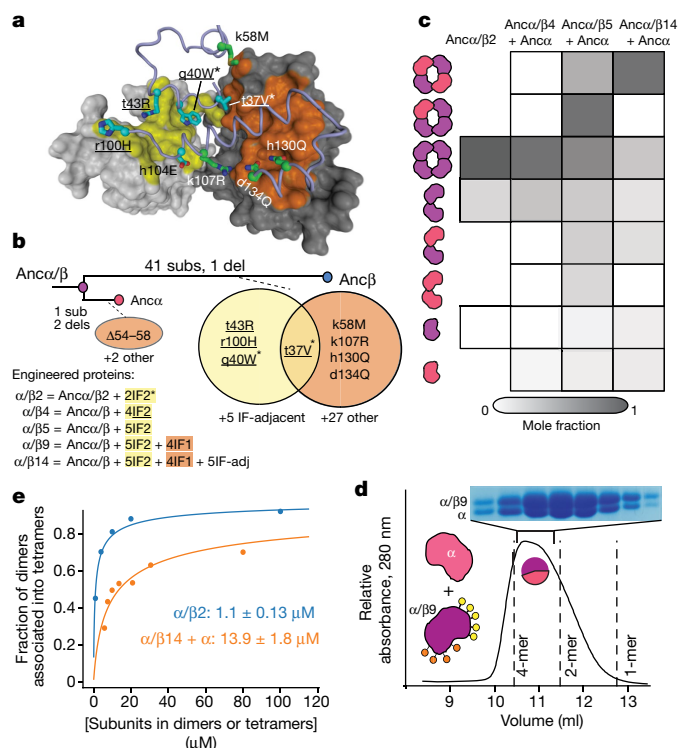 a
k58M
q40W*
t37V*
t43R
r100H
h130Q
h104E
k107R
d134Q
b
41 subs, 1 del
Ancα/β
Ancβ
1 sub
2 dels
Ancα
Δ54–58
+2 other
t43R
r100H
q40W*
t37V*
k58M
k107R
h130Q
d134Q
+5 IF-adjacent
+27 other
Engineered proteins:
α/β2 = Ancα/β2 + 2IF2*
α/β4 = Ancα/β + 4IF2
α/β5 = Ancα/β + 5IF2
α/β9 = Ancα/β + 5IF2 + 4IF1
α/β14 = Ancα/β + 5IF2 + 4IF1 + 5IF-adj
c
Ancα/β2
Ancα/β4 + Ancα
Ancα/β5 + Ancα
Ancα/β14 + Ancα
0
1
Mole fraction
e
Fraction of dimers
associated into tetramers
0.8
0.6
0.4
0.2
0
α/β2: 1.1 ± 0.13 μM
α/β14 + α: 13.9 ± 1.8 μM
0 20 40 60 80 100 120
[Subunits in dimers or tetramers]
(μM)
d
α/β9
α
Relative
absorbance, 280 nm
α
+
α/β9
4-mer
2-mer
1-mer
9 10 11 12 13
Volume (ml)